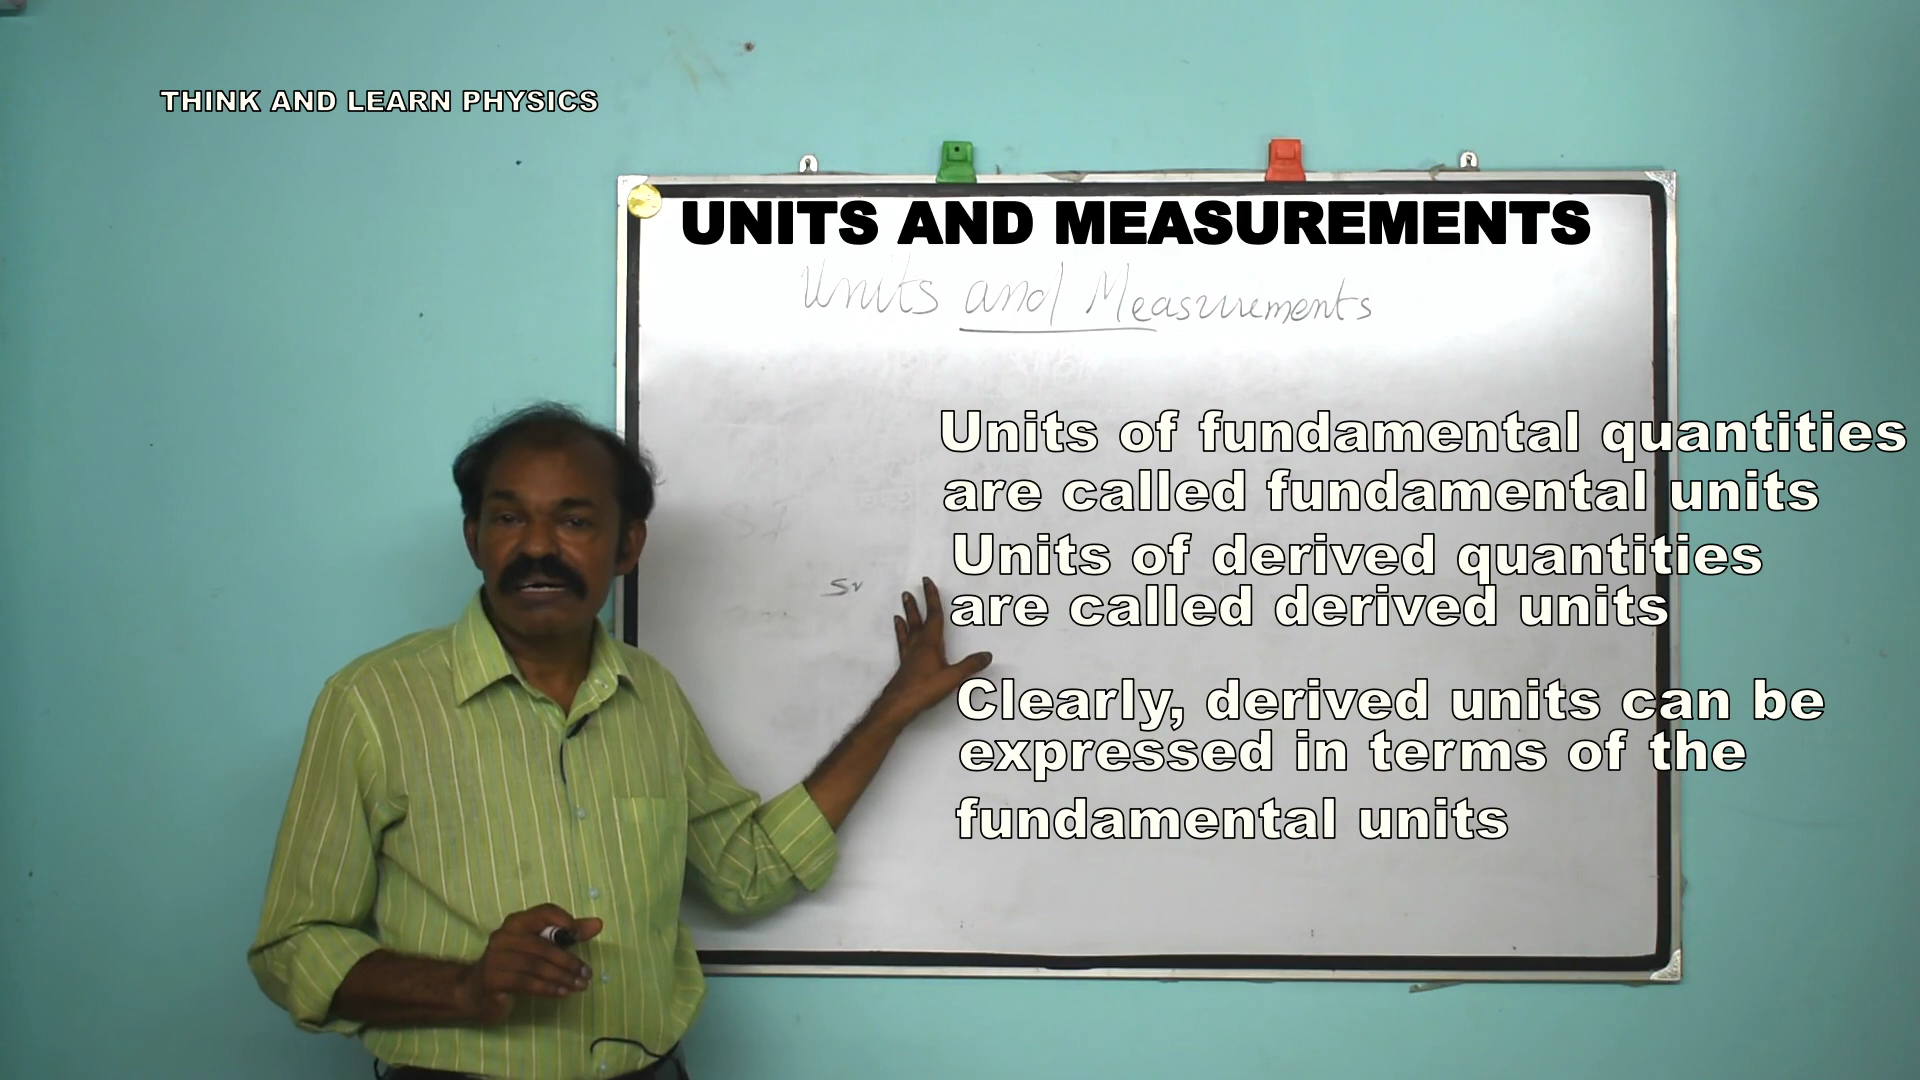 THINK AND LEARN PHYSICS
UNITS AND MEASUREMENTS
Units and Measurements
Units of fundamental quantities
are called fundamental units
Units of derived quantities
are called derived units
Clearly, derived units can be
expressed in terms of the
fundamental units